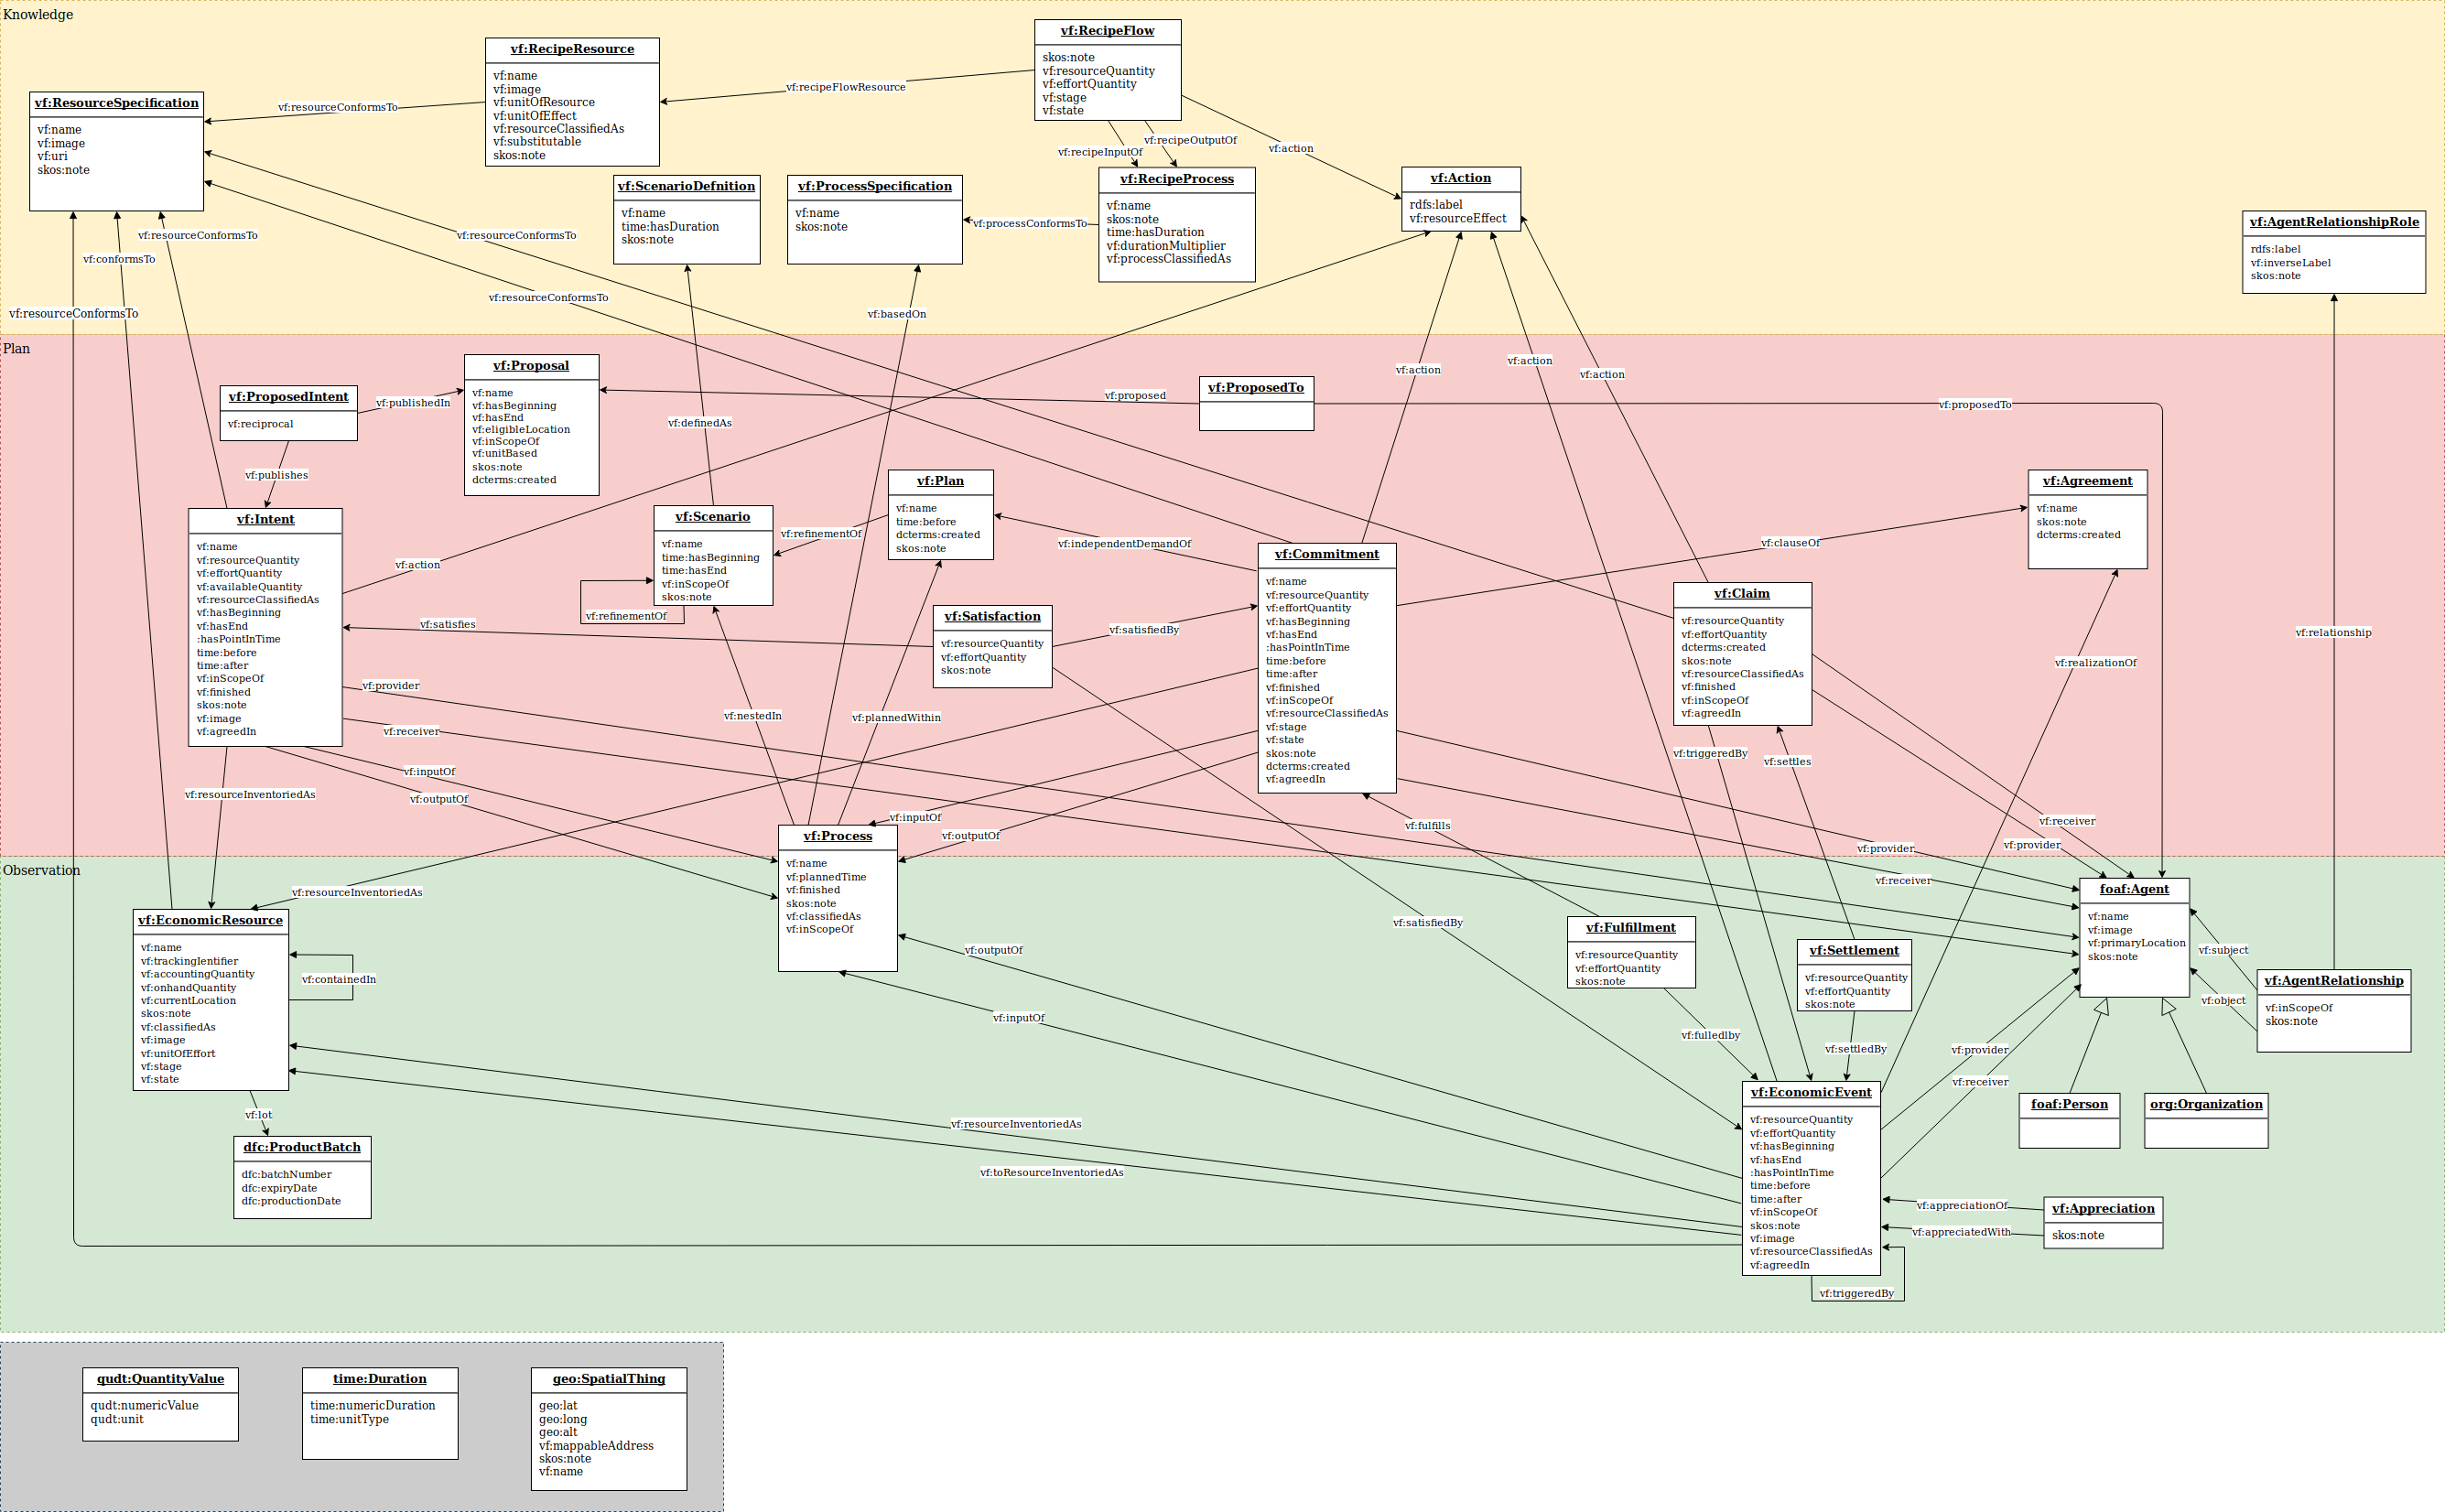 Knowledge
vf:RecipeFlow
skos:note
vf:resourceQuantity
vf:effortQuantity
vf:stage
vf:state
vf:RecipeResource
vf:name
vf:image
vf:unitOfResource
vf:unitOfEffect
vf:resourceClassifiedAs
vf:substitutable
skos:note
vf:recipeFlowResource
vf:ResourceSpecification
vf:name
vf:image
vf:uri
skos:note
vf:resourceConformsTo
vf:recipeInputOf
vf:recipeOutputOf
vf:action
vf:ScenarioDefnition
vf:name
time:hasDuration
skos:note
vf:ProcessSpecification
vf:name
skos:note
vf:processConformsTo
vf:RecipeProcess
vf:name
skos:note
time:hasDuration
vf:durationMultiplier
vf:processClassifiedAs
vf:Action
rdfs:label
vf:resourceEffect
vf:AgentRelationshipRole
rdfs:label
vf:inverseLabel
skos:note
vf:resourceConformsTo
vf:resourceConformsTo
vf:conformsTo
vf:resourceConformsTo
vf:resourceConformsTo
vf:basedOn
Plan
vf:Proposal
vf:name
vf:hasBeginning
vf:hasEnd
vf:eligibleLocation
vf:inScopeOf
vf:unitBased
skos:note
dcterms:created
vf:ProposedIntent
vf:reciprocal
vf:publishedIn
vf:publishes
vf:definedAs
vf:ProposedTo
vf:proposed
vf:proposedTo
vf:action
vf:action
vf:action
vf:Plan
vf:name
time:before
dcterms:created
skos:note
vf:Agreement
vf:name
skos:note
dcterms:created
vf:Intent
vf:name
vf:resourceQuantity
vf:effortQuantity
vf:availableQuantity
vf:resourceClassifiedAs
vf:hasBeginning
vf:hasEnd
:hasPointInTime
time:before
time:after
vf:inScopeOf
vf:finished
skos:note
vf:image
vf:agreedIn
vf:action
vf:Scenario
vf:name
time:hasBeginning
time:hasEnd
vf:inScopeOf
skos:note
vf:refinementOf
vf:refinementOf
vf:independentDemandOf
vf:clauseOf
vf:Commitment
vf:name
vf:resourceQuantity
vf:effortQuantity
vf:hasBeginning
vf:hasEnd
:hasPointInTime
time:before
time:after
vf:finished
vf:inScopeOf
vf:resourceClassifiedAs
vf:stage
vf:state
skos:note
dcterms:created
vf:agreedIn
vf:Claim
vf:resourceQuantity
vf:effortQuantity
dcterms:created
skos:note
vf:resourceClassifiedAs
vf:finished
vf:inScopeOf
vf:agreedIn
vf:Satisfaction
vf:resourceQuantity
vf:effortQuantity
skos:note
vf:satisfies
vf:satisfiedBy
vf:relationship
vf:realizationOf
vf:provider
vf:receiver
vf:nestedIn
vf:plannedWithin
vf:triggeredBy
vf:settles
vf:inputOf
vf:outputOf
vf:resourceInventoriedAs
vf:inputOf
vf:outputOf
vf:fulfills
vf:receiver
vf:provider
vf:provider
vf:receiver
Observation
vf:Process
vf:name
vf:plannedTime
vf:finished
skos:note
vf:classifiedAs
vf:inScopeOf
vf:resourceInventoriedAs
vf:EconomicResource
vf:name
vf:trackingIentifier
vf:accountingQuantity
vf:onhandQuantity
vf:currentLocation
skos:note
vf:classifiedAs
vf:image
vf:unitOfEffort
vf:stage
vf:state
vf:containedIn
vf:outputOf
vf:inputOf
vf:satisfiedBy
vf:Fulfillment
vf:resourceQuantity
vf:effortQuantity
skos:note
vf:Settlement
vf:resourceQuantity
vf:effortQuantity
skos:note
foaf:Agent
vf:name
vf:image
vf:primaryLocation
skos:note
vf:subject
vf:object
vf:AgentRelationship
vf:inScopeOf
skos:note
vf:fulledlby
vf:settledBy
vf:provider
vf:receiver
foaf:Person
org:Organization
vf:lot
dfc:ProductBatch
dfc:batchNumber
dfc:expiryDate
dfc:productionDate
vf:resourceInventoriedAs
vf:toResourceInventoriedAs
vf:EconomicEvent
vf:resourceQuantity
vf:effortQuantity
vf:hasBeginning
vf:hasEnd
:hasPointInTime
time:before
time:after
vf:inScopeOf
skos:note
vf:image
vf:resourceClassifiedAs
vf:agreedIn
vf:triggeredBy
vf:appreciationOf
vf:appreciatedWith
vf:Appreciation
skos:note
qudt:QuantityValue
qudt:numericValue
qudt:unit
time:Duration
time:numericDuration
time:unitType
geo:SpatialThing
geo:lat
geo:long
geo:alt
vf:mappableAddress
skos:note
vf:name